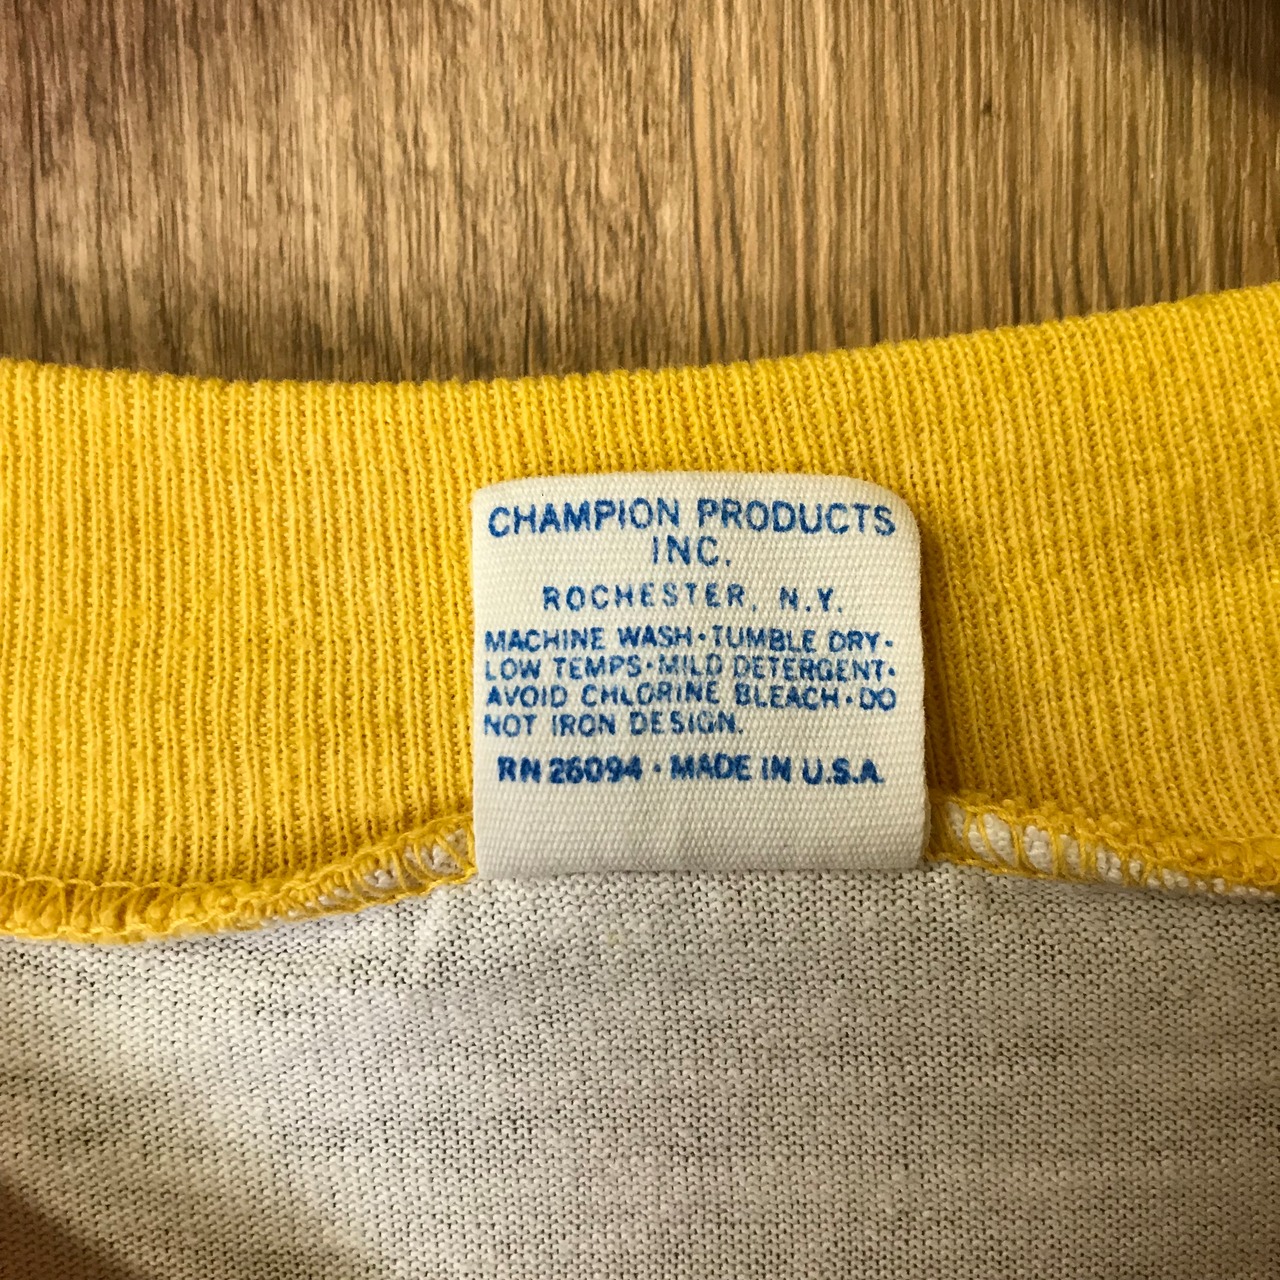 CHAMPION PRODUCTS
INC.
ROCHESTER, N.Y.
MACHINE WASH·TUMBLE DRY·
LOW TEMPS·MILD DETERGENT·
AVOID CHLORINE BLEACH·DO
NOT IRON DESIGN.
RN 26094 · MADE IN U.S.A.